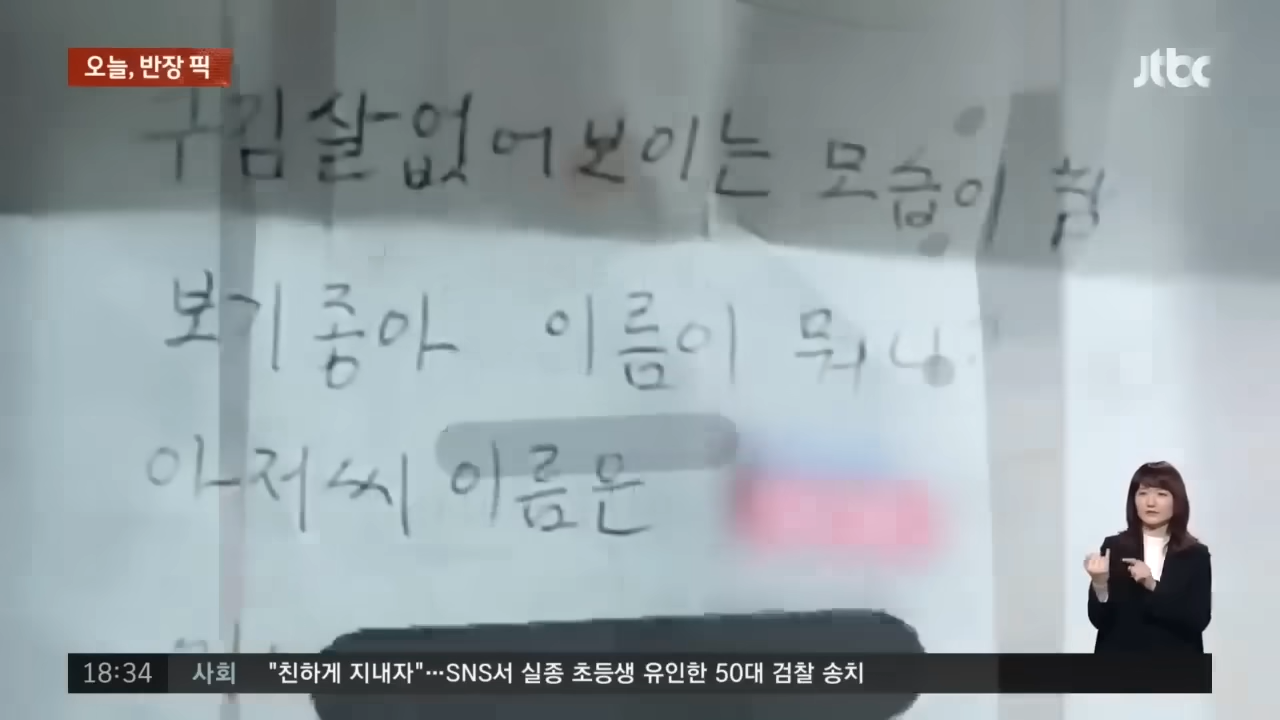 오늘, 반장 픽
jtbc
구김살 없어 보이는 모습이 참
보기 좋아 이름이 뭐니?
아저씨 이름은
18:34 사회 "친하게 지내자"…SNS서 실종 초등생 유인한 50대 검찰 송치